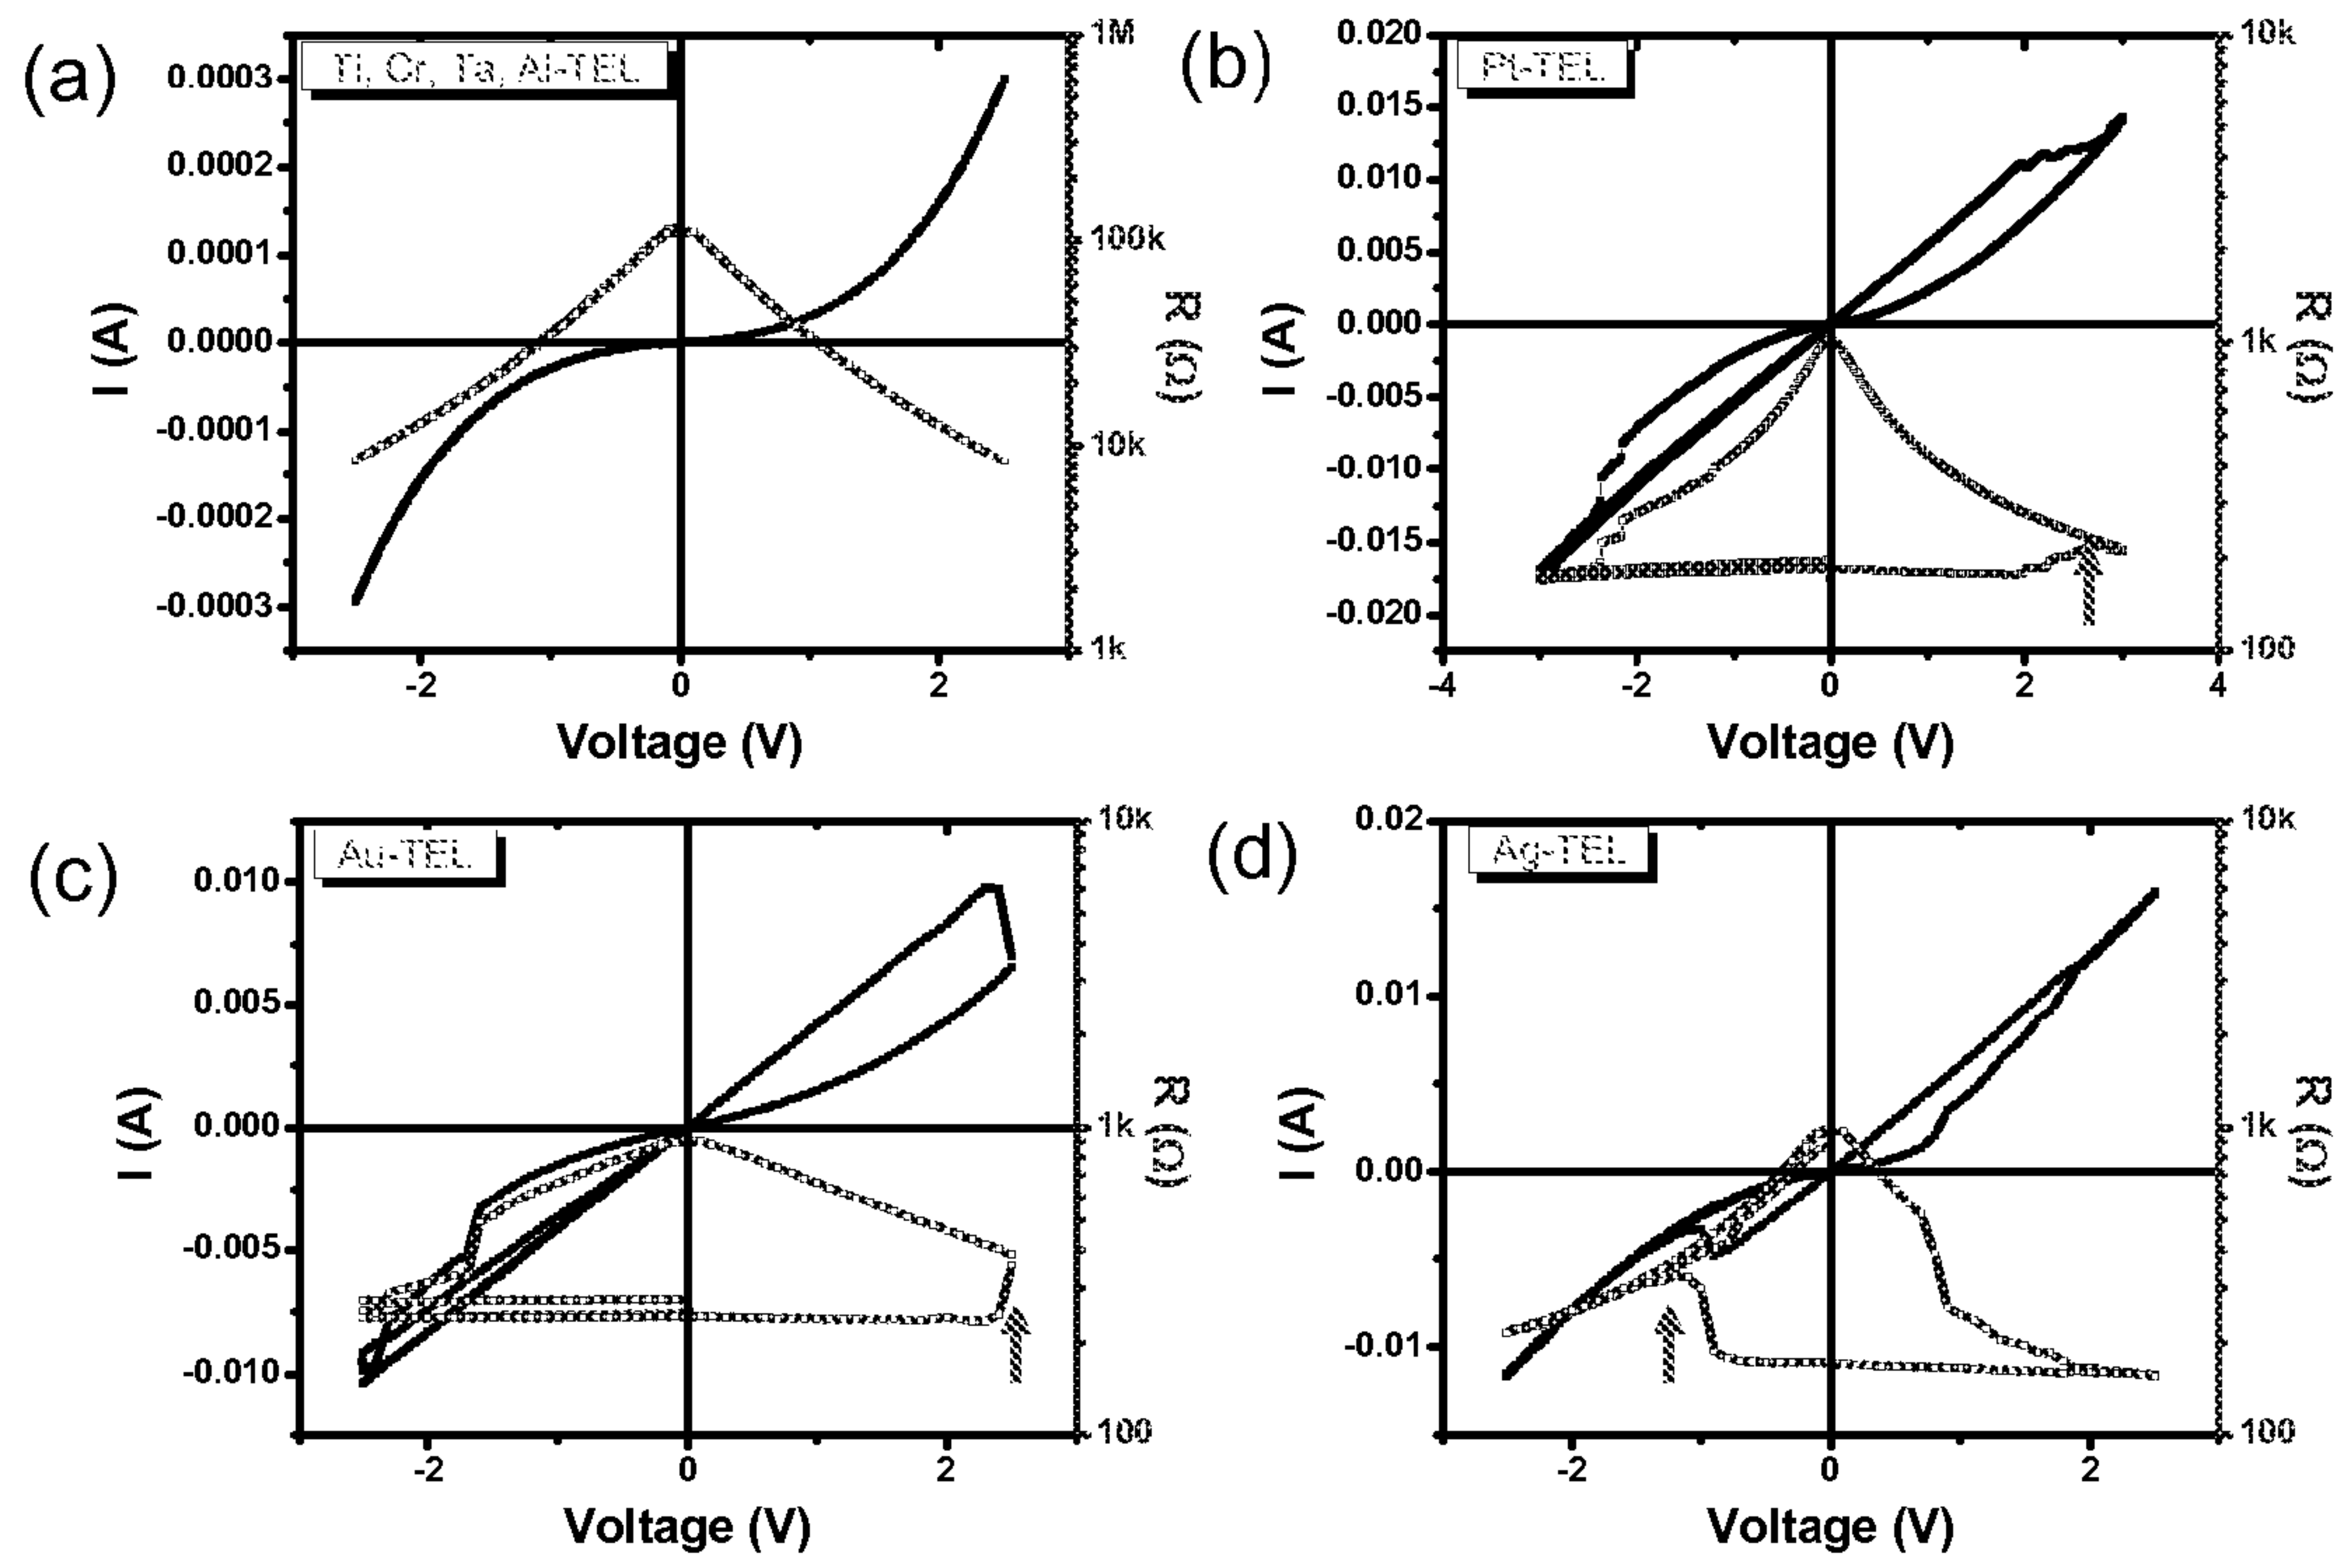 (a)
Ti, Cr, Ta, Al-TEL
0.0003
0.0002
0.0001
0.0000
-0.0001
-0.0002
-0.0003
I (A)
1M
100k
10k
1k
R (Ω)
-2 0 2
Voltage (V)
(b)
Pt-TEL
0.020
0.015
0.010
0.005
0.000
-0.005
-0.010
-0.015
-0.020
I (A)
10k
1k
100
R (Ω)
-4 -2 0 2 4
Voltage (V)
(c)
Au-TEL
0.010
0.005
0.000
-0.005
-0.010
I (A)
10k
1k
100
R (Ω)
-2 0 2
Voltage (V)
(d)
Ag-TEL
0.02
0.01
0.00
-0.01
I (A)
10k
1k
100
R (Ω)
-2 0 2
Voltage (V)